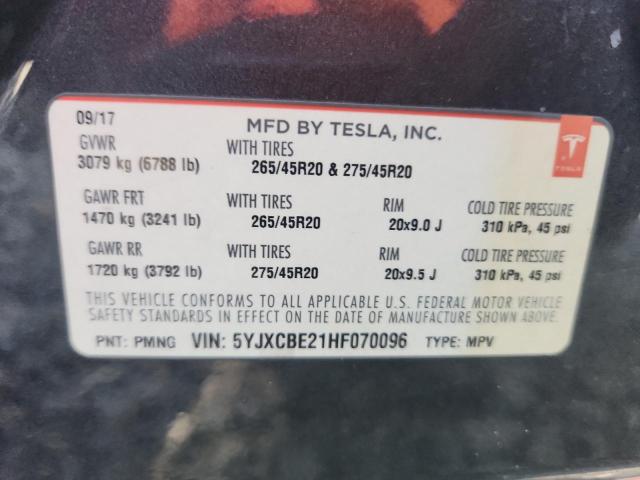 09/17
MFD BY TESLA, INC.
TESLA
GVWR WITH TIRES
3079 kg (6788 lb) 265/45R20 & 275/45R20
GAWR FRT WITH TIRES RIM COLD TIRE PRESSURE
1470 kg (3241 lb) 265/45R20 20x9.0 J 310 kPa, 45 psi
GAWR RR WITH TIRES RIM COLD TIRE PRESSURE
1720 kg (3792 lb) 275/45R20 20x9.5 J 310 kPa, 45 psi
THIS VEHICLE CONFORMS TO ALL APPLICABLE U.S. FEDERAL MOTOR VEHICLE
SAFETY STANDARDS IN EFFECT ON THE DATE OF MANUFACTURE SHOWN ABOVE.
PNT: PMNG VIN: 5YJXCBE21HF070096 TYPE: MPV